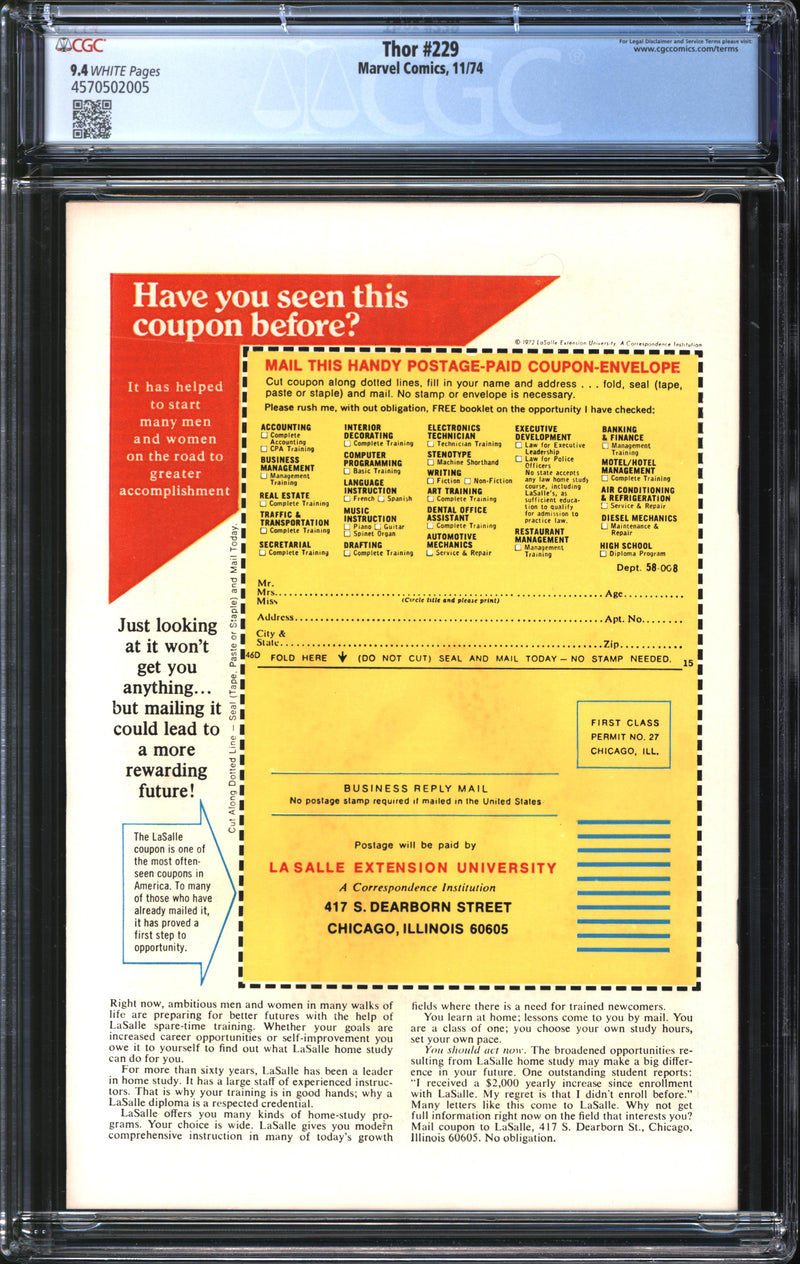 CGC
Thor #229
Marvel Comics, 11/74
For Legal Disclaimer and Service Terms please visit:
www.cgccomics.com/terms
9.4 WHITE Pages
4570502005
CGC
Have you seen this
coupon before?
© 1972 LaSalle Extension University. A Correspondence Institution
It has helped
to start
many men
and women
on the road to
greater
accomplishment
MAIL THIS HANDY POSTAGE-PAID COUPON-ENVELOPE
Cut coupon along dotted lines, fill in your name and address . . . fold, seal (tape,
paste or staple) and mail. No stamp or envelope is necessary.
Please rush me, with out obligation, FREE booklet on the opportunity I have checked:
ACCOUNTING
Complete
Accounting
CPA Training
BUSINESS
MANAGEMENT
Management
Training
REAL ESTATE
Complete Training
TRAFFIC &
TRANSPORTATION
Complete Training
SECRETARIAL
Complete Training
INTERIOR
DECORATING
Complete Training
COMPUTER
PROGRAMMING
Basic Training
LANGUAGE
INSTRUCTION
French Spanish
MUSIC
INSTRUCTION
Piano Guitar
Spinet Organ
DRAFTING
Complete Training
ELECTRONICS
TECHNICIAN
Technician Training
STENOTYPE
Machine Shorthand
WRITING
Fiction Non-Fiction
ART TRAINING
Complete Training
DENTAL OFFICE
ASSISTANT
Complete Training
AUTOMOTIVE
MECHANICS
Service & Repair
EXECUTIVE
DEVELOPMENT
Law for Executive
Leadership
Law for Police
Officers
No state accepts
any law home study
course, including
LaSalle's, as
sufficient educa-
tion to qualify
for admission to
practice law.
RESTAURANT
MANAGEMENT
Management
Training
BANKING
& FINANCE
Management
Training
MOTEL/HOTEL
MANAGEMENT
Complete Training
AIR CONDITIONING
& REFRIGERATION
Service & Repair
DIESEL MECHANICS
Maintenance &
Repair
HIGH SCHOOL
Diploma Program
Dept. 58-008
Mr.
Mrs. Age
Miss (Circle title and please print)
Address Apt. No.
City &
State Zip
46D FOLD HERE (DO NOT CUT) SEAL AND MAIL TODAY — NO STAMP NEEDED. 15
Cut Along Dotted Line — Seal (Tape, Paste or Staple) and Mail Today.
Just looking
at it won't
get you
anything...
but mailing it
could lead to
a more
rewarding
future!
The LaSalle
coupon is one of
the most often-
seen coupons in
America. To many
of those who have
already mailed it,
it has proved a
first step to
opportunity.
FIRST CLASS
PERMIT NO. 27
CHICAGO, ILL.
BUSINESS REPLY MAIL
No postage stamp required if mailed in the United States
Postage will be paid by
LA SALLE EXTENSION UNIVERSITY
A Correspondence Institution
417 S. DEARBORN STREET
CHICAGO, ILLINOIS 60605
Right now, ambitious men and women in many walks of
life are preparing for better futures with the help of
LaSalle spare-time training. Whether your goals are
increased career opportunities or self-improvement you
owe it to yourself to find out what LaSalle home study
can do for you.
For more than sixty years, LaSalle has been a leader
in home study. It has a large staff of experienced instruc-
tors. That is why your training is in good hands; why a
LaSalle diploma is a respected credential.
LaSalle offers you many kinds of home-study pro-
grams. Your choice is wide. LaSalle gives you modern
comprehensive instruction in many of today's growth
fields where there is a need for trained newcomers.
You learn at home; lessons come to you by mail. You
are a class of one; you choose your own study hours,
set your own pace.
You should act now. The broadened opportunities re-
sulting from LaSalle home study may make a big differ-
ence in your future. One outstanding student reports:
"I received a $2,000 yearly increase since enrollment
with LaSalle. My regret is that I didn't enroll before."
Many letters like this come to LaSalle. Why not get
full information right now on the field that interests you?
Mail coupon to LaSalle, 417 S. Dearborn St., Chicago,
Illinois 60605. No obligation.